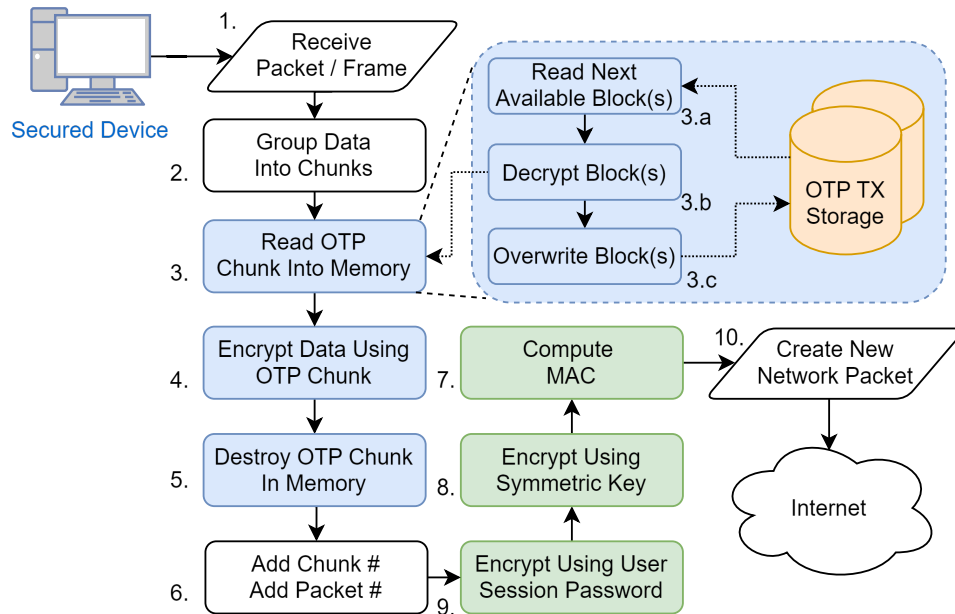 1.
Receive
Packet / Frame
Secured Device
2.
Group Data
Into Chunks
3.
Read OTP
Chunk Into Memory
Read Next
Available Block(s)
3.a
Decrypt Block(s)
3.b
Overwrite Block(s)
3.c
OTP TX
Storage
4.
Encrypt Data Using
OTP Chunk
5.
Destroy OTP Chunk
In Memory
6.
Add Chunk #
Add Packet #
9.
Encrypt Using User
Session Password
8.
Encrypt Using
Symmetric Key
7.
Compute
MAC
10.
Create New
Network Packet
Internet